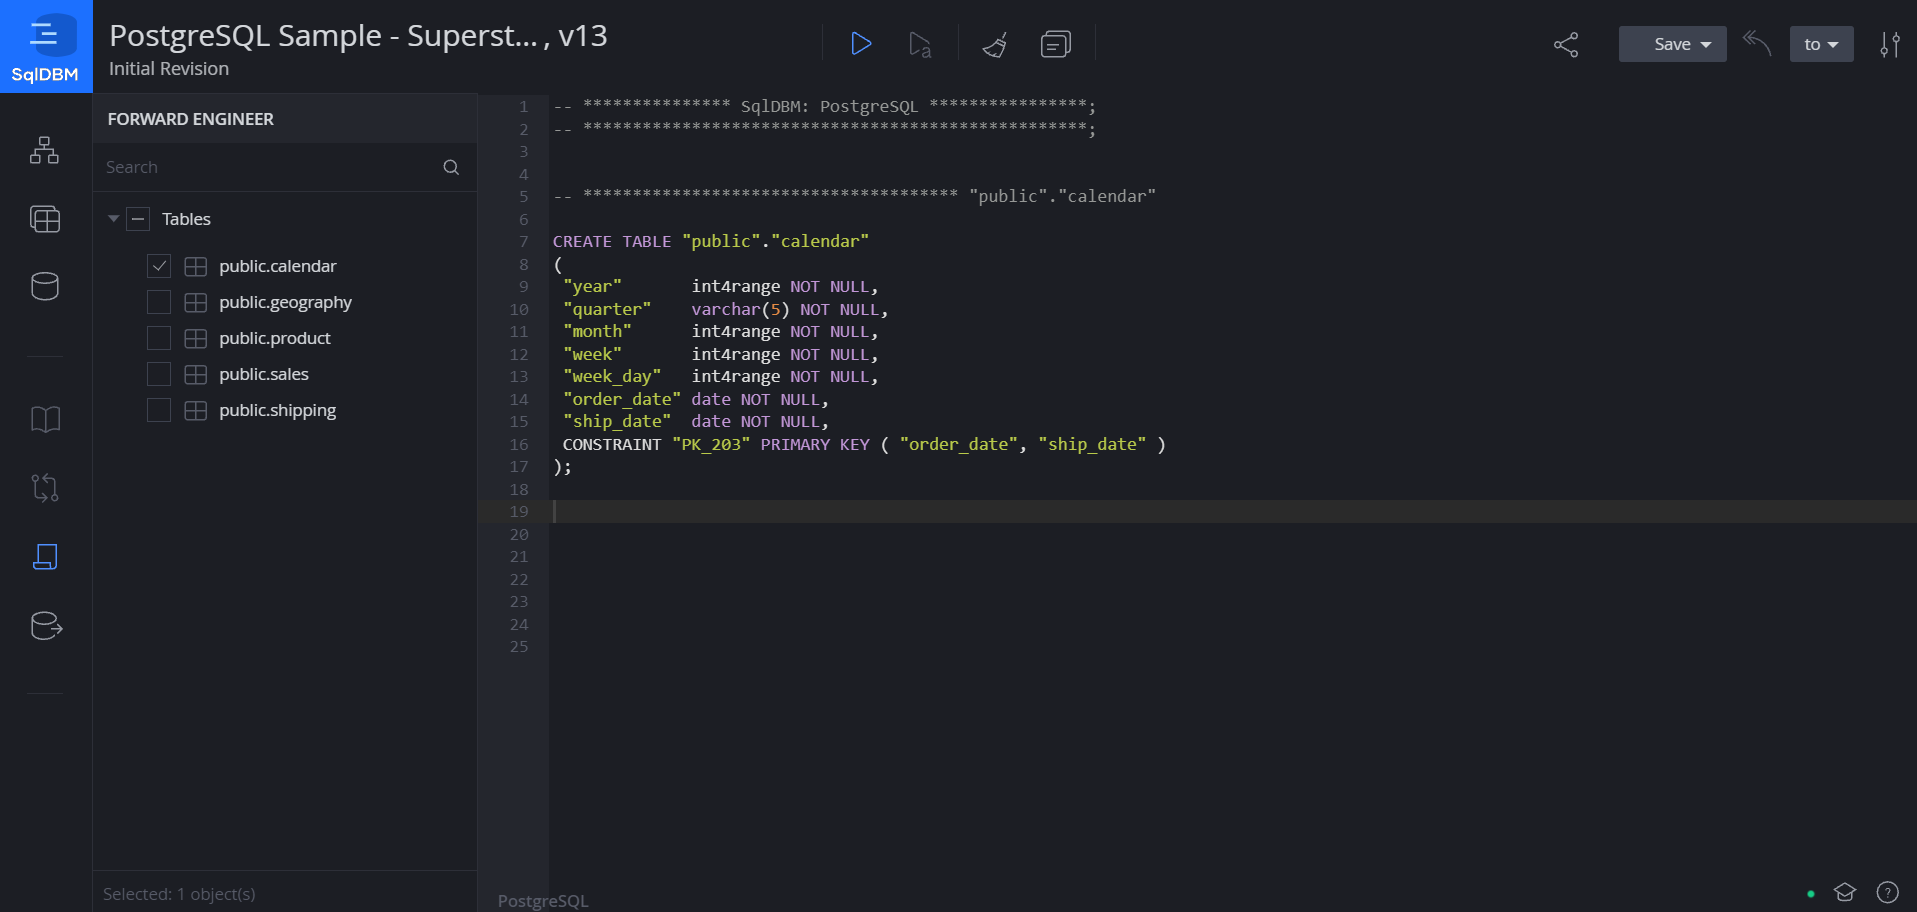 SqlDBM
PostgreSQL Sample - Superst... , v13
Initial Revision
a
Save
to
FORWARD ENGINEER
Search
Tables
public.calendar
public.geography
public.product
public.sales
public.shipping
Selected: 1 object(s)
1 -- *************** SqlDBM: PostgreSQL ****************;
2 -- ***************************************************;
3
4
5 -- ************************************** "public"."calendar"
6
7 CREATE TABLE "public"."calendar"
8 (
9 "year" int4range NOT NULL,
10 "quarter" varchar(5) NOT NULL,
11 "month" int4range NOT NULL,
12 "week" int4range NOT NULL,
13 "week_day" int4range NOT NULL,
14 "order_date" date NOT NULL,
15 "ship_date" date NOT NULL,
16 CONSTRAINT "PK_203" PRIMARY KEY ( "order_date", "ship_date" )
17 );
18
19
20
21
22
23
24
25
PostgreSQL
?